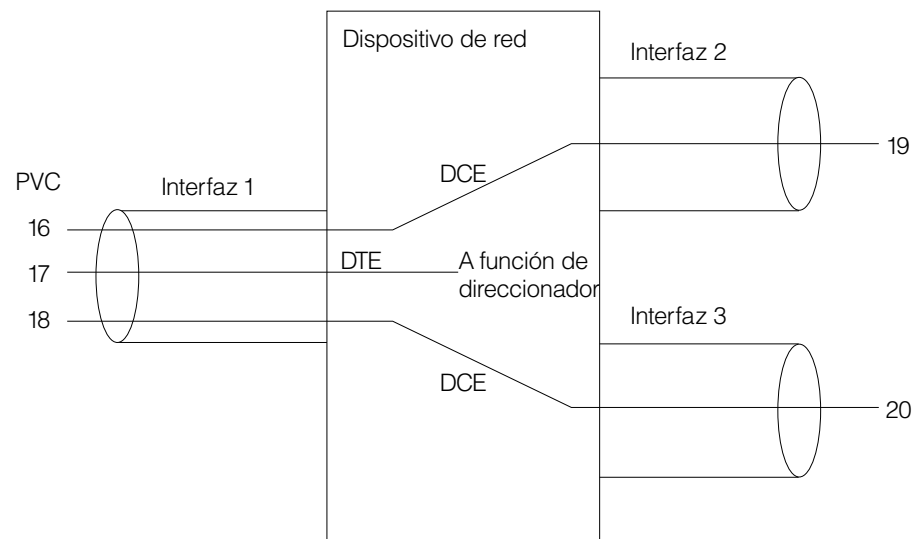 Dispositivo de red
Interfaz 2
19
DCE
PVC
Interfaz 1
16
17
DTE
A función de
direccionador
18
Interfaz 3
DCE
20